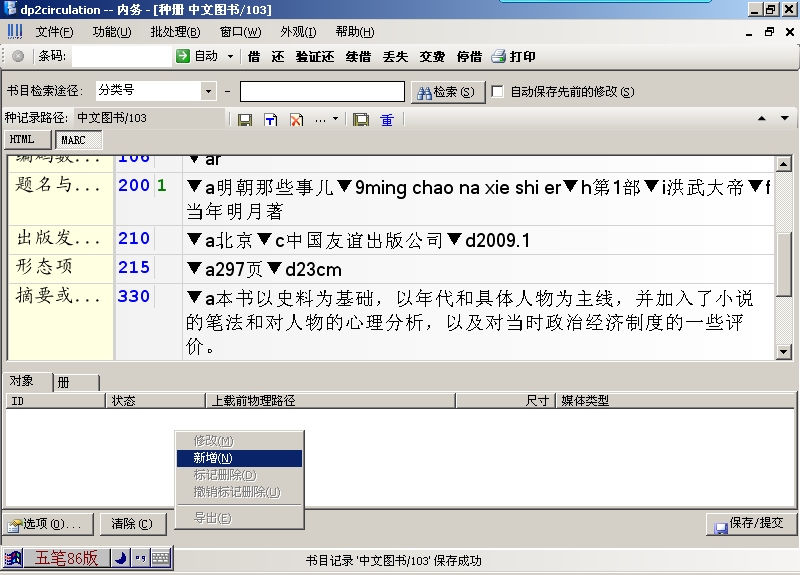 dp2circulation -- 内务 - [种册 中文图书/103]
文件(F) 功能(U) 批处理(B) 窗口(W) 外观(I) 帮助(H)
条码: 自动 借 还 验证还 续借 丢失 交费 停借 打印
书目检索途径: 分类号 - 检索(S) 自动保存先前的修改(S)
种记录路径: 中文图书/103 ... 重
HTML MARC
编码数... 106 ▼ar
题名与... 200 1 ▼a明朝那些事儿▼9ming chao na xie shi er▼h第1部▼i洪武大帝▼f
当年明月著
出版发... 210 ▼a北京▼c中国友谊出版公司▼d2009.1
形态项 215 ▼a297页▼d23cm
摘要或... 330 ▼a本书以史料为基础，以年代和具体人物为主线，并加入了小说
的笔法和对人物的心理分析，以及对当时政治经济制度的一些评
价。
对象 册
ID 状态 上载前物理路径 尺寸 媒体类型
修改(M)
新增(N)
标记删除(D)
撤销标记删除(U)
导出(E)
选项(O)... 清除(C) 保存/提交
五笔86版
书目记录 '中文图书/103' 保存成功